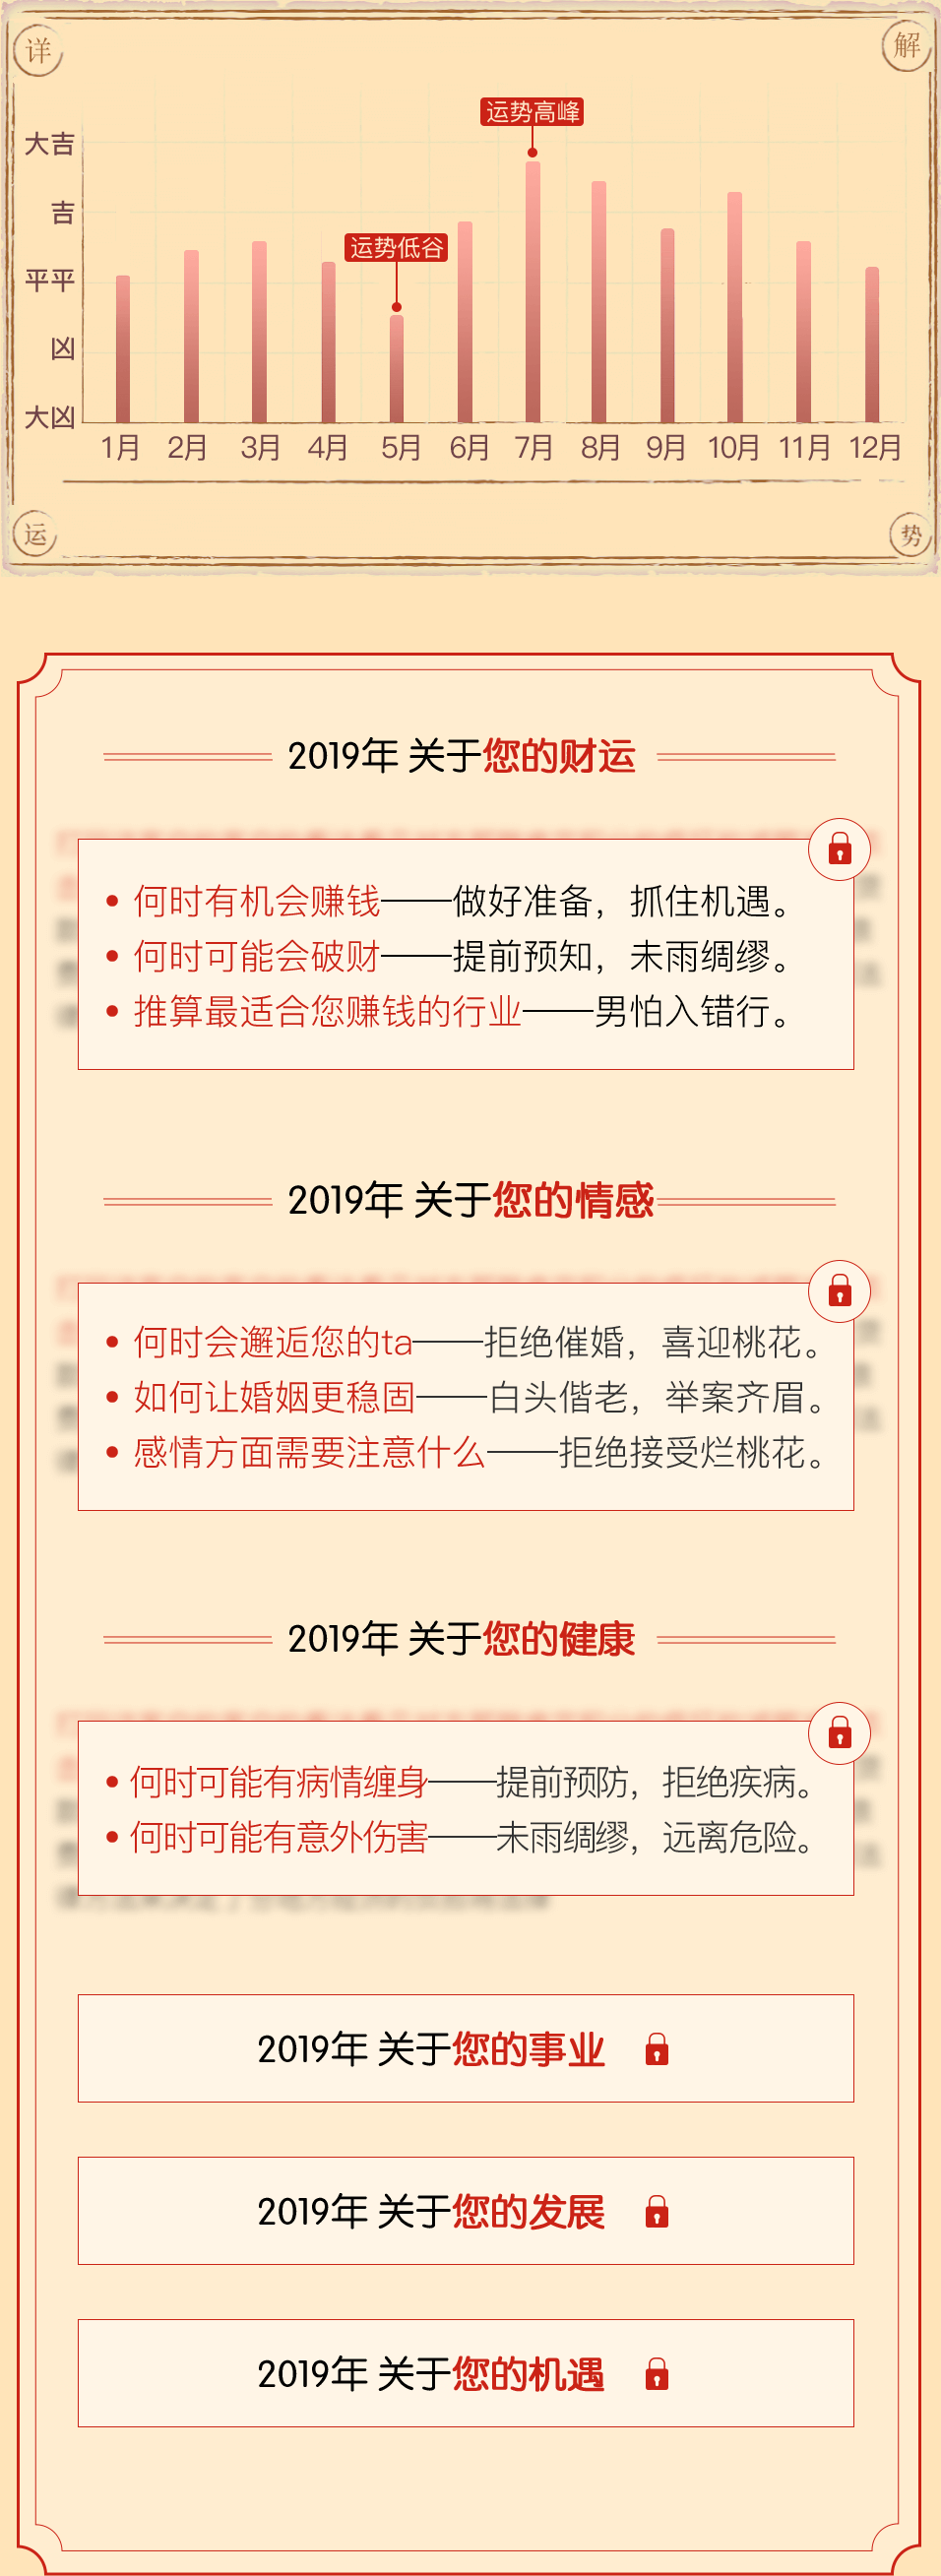 详
解
运势高峰
大吉
吉
运势低谷
平平
凶
大凶
1月 2月 3月 4月 5月 6月 7月 8月 9月 10月 11月 12月
运
势
2019年 关于您的财运
何时有机会赚钱——做好准备，抓住机遇。
何时可能会破财——提前预知，未雨绸缪。
推算最适合您赚钱的行业——男怕入错行。
2019年 关于您的情感
何时会邂逅您的ta——拒绝催婚，喜迎桃花。
如何让婚姻更稳固——白头偕老，举案齐眉。
感情方面需要注意什么——拒绝接受烂桃花。
2019年 关于您的健康
何时可能有病情缠身——提前预防，拒绝疾病。
何时可能有意外伤害——未雨绸缪，远离危险。
2019年 关于您的事业
2019年 关于您的发展
2019年 关于您的机遇